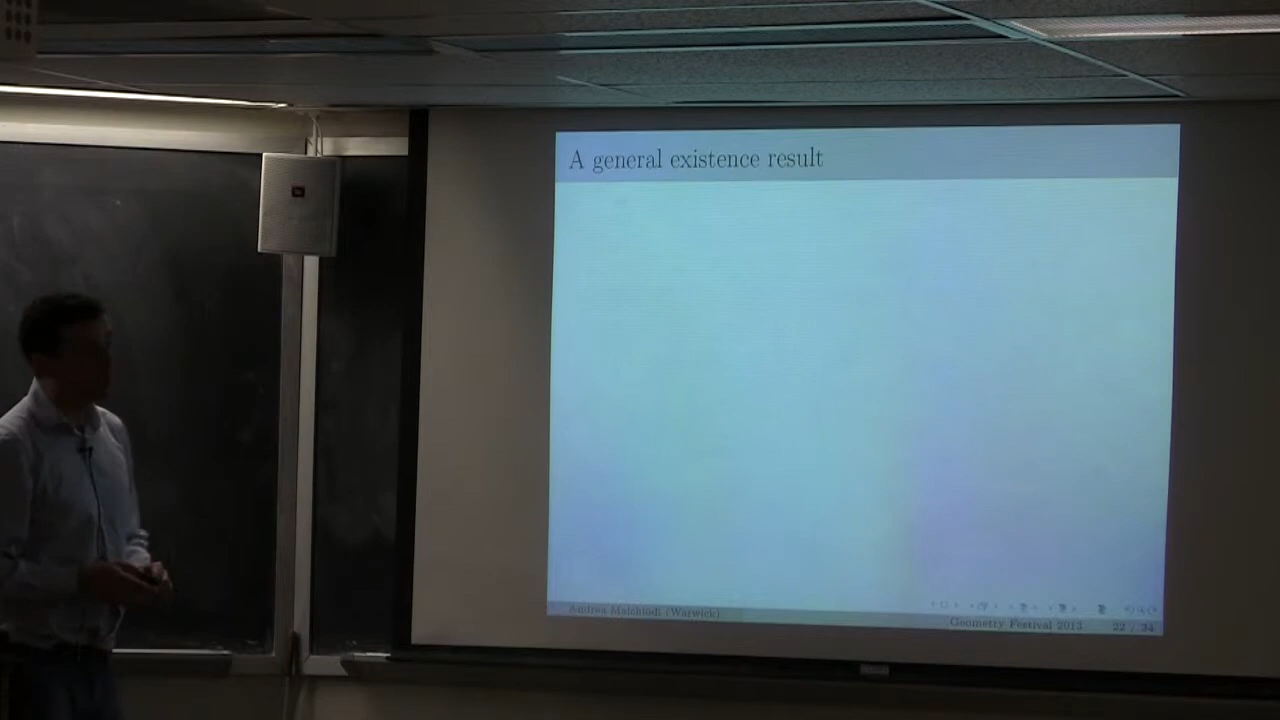 A general existence result
Andrea Malchiodi (Warwick)
Geometry Festival 2013
22 / 34